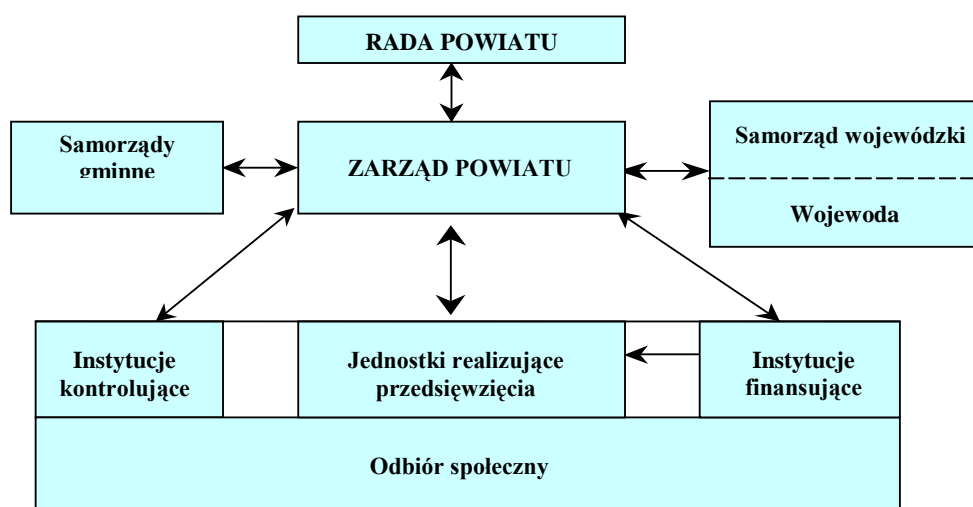 RADA POWIATU
Samorządy
gminne
ZARZĄD POWIATU
Samorząd wojewódzki
Wojewoda
Instytucje
kontrolujące
Jednostki realizujące
przedsięwzięcia
Instytucje
finansujące
Odbiór społeczny